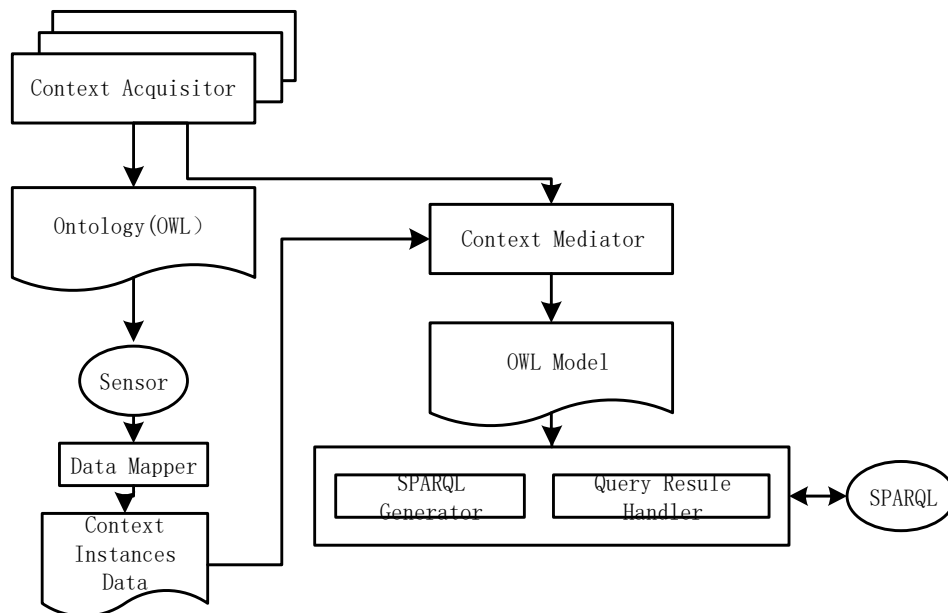 Context Acquisitor
Ontology(OWL）
Context Mediator
OWL Model
Sensor
Data Mapper
Context
Instances
Data
SPARQL
Generator
Query Resule
Handler
SPARQL